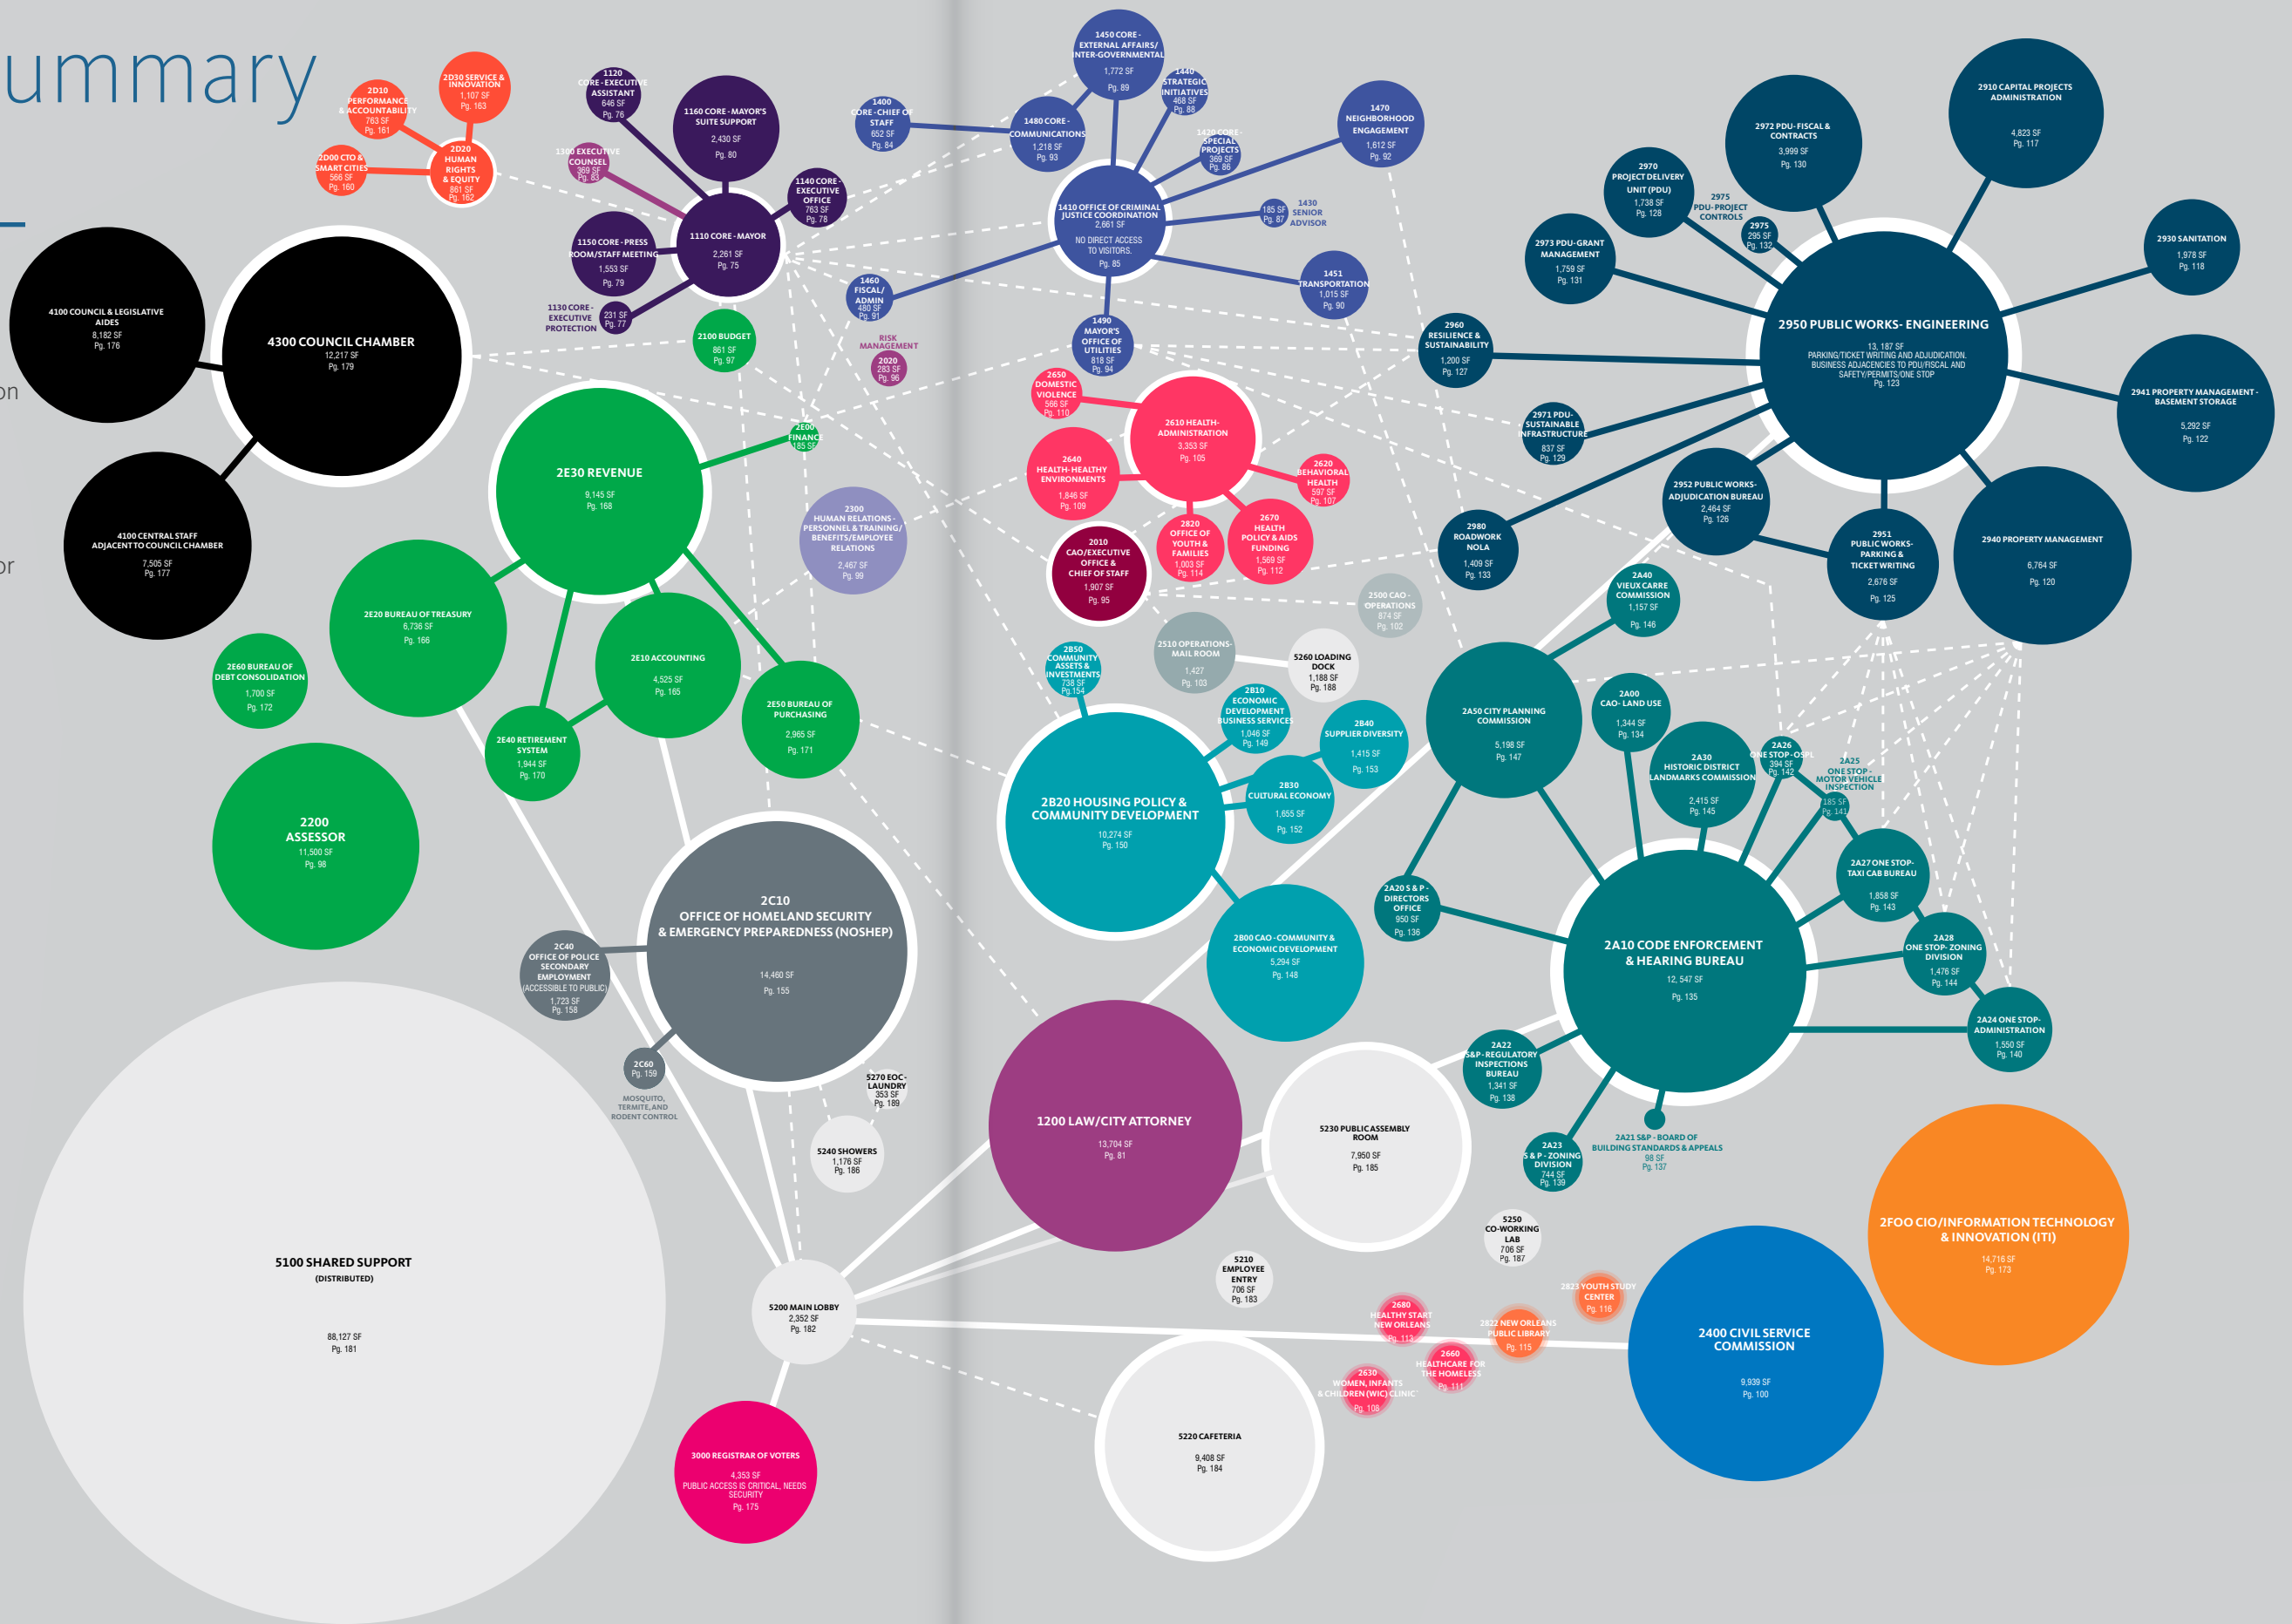 ummary
on
or
2D10
PERFORMANCE
& ACCOUNTABILITY
763 SF
Pg. 161
2D30 SERVICE &
INNOVATION
1,107 SF
Pg. 163
2D00 CTO &
SMART CITIES
566 SF
Pg. 160
2D20
HUMAN
RIGHTS
& EQUITY
861 SF
Pg. 162
1120
CORE - EXECUTIVE
ASSISTANT
646 SF
Pg. 76
1160 CORE - MAYOR'S
SUITE SUPPORT
2,430 SF
Pg. 80
1300 EXECUTIVE
COUNSEL
369 SF
Pg. 83
1140 CORE -
EXECUTIVE
OFFICE
763 SF
Pg. 78
1150 CORE - PRESS
ROOM/STAFF MEETING
1,553 SF
Pg. 79
1110 CORE - MAYOR
2,261 SF
Pg. 75
1130 CORE -
EXECUTIVE
PROTECTION
231 SF
Pg. 77
1400
CORE - CHIEF OF
STAFF
652 SF
Pg. 84
1480 CORE -
COMMUNICATIONS
1,218 SF
Pg. 93
1450 CORE -
EXTERNAL AFFAIRS/
INTER-GOVERNMENTAL
1,772 SF
Pg. 89
1440
STRATEGIC
INITIATIVES
468 SF
Pg. 88
1420 CORE -
SPECIAL
PROJECTS
369 SF
Pg. 86
1470
NEIGHBORHOOD
ENGAGEMENT
1,612 SF
Pg. 92
1410 OFFICE OF CRIMINAL
JUSTICE COORDINATION
2,661 SF
NO DIRECT ACCESS
TO VISITORS.
Pg. 85
185 SF
Pg. 87
1430
SENIOR
ADVISOR
1451
TRANSPORTATION
1,015 SF
Pg. 90
1460
FISCAL/
ADMIN
480 SF
Pg. 91
1490
MAYOR'S
OFFICE OF
UTILITIES
818 SF
Pg. 94
2100 BUDGET
861 SF
Pg. 97
RISK
MANAGEMENT
2020
283 SF
Pg. 96
4100 COUNCIL & LEGISLATIVE
AIDES
8,182 SF
Pg. 176
4300 COUNCIL CHAMBER
12,217 SF
Pg. 179
4100 CENTRAL STAFF
ADJACENT TO COUNCIL CHAMBER
7,505 SF
Pg. 177
2910 CAPITAL PROJECTS
ADMINISTRATION
4,823 SF
Pg. 117
2972 PDU- FISCAL &
CONTRACTS
3,999 SF
Pg. 130
2970
PROJECT DELIVERY
UNIT (PDU)
1,738 SF
Pg. 128
2975
PDU- PROJECT
CONTROLS
2975
295 SF
Pg. 132
2973 PDU-GRANT
MANAGEMENT
1,759 SF
Pg. 131
2930 SANITATION
1,978 SF
Pg. 118
2960
RESILIENCE &
SUSTAINABILITY
1,200 SF
Pg. 127
2950 PUBLIC WORKS- ENGINEERING
13, 187 SF
PARKING/TICKET WRITING AND ADJUDICATION.
BUSINESS ADJACENCIES TO PDU/FISCAL AND
SAFETY/PERMITS/ONE STOP
Pg. 123
2941 PROPERTY MANAGEMENT -
BASEMENT STORAGE
5,292 SF
Pg. 122
2971 PDU-
SUSTAINABLE
INFRASTRUCTURE
837 SF
Pg. 129
2952 PUBLIC WORKS-
ADJUDICATION BUREAU
2,464 SF
Pg. 126
2980
ROADWORK
NOLA
1,409 SF
Pg. 133
2951
PUBLIC WORKS-
PARKING &
TICKET WRITING
2,676 SF
Pg. 125
2940 PROPERTY MANAGEMENT
6,764 SF
Pg. 120
2650
DOMESTIC
VIOLENCE
566 SF
Pg. 110
2610 HEALTH-
ADMINISTRATION
3,353 SF
Pg. 105
2640
HEALTH- HEALTHY
ENVIRONMENTS
1,846 SF
Pg. 109
2620
BEHAVIORAL
HEALTH
597 SF
Pg. 107
2820
OFFICE OF
YOUTH &
FAMILIES
1,003 SF
Pg. 114
2670
HEALTH
POLICY & AIDS
FUNDING
1,569 SF
Pg. 112
2010
CAO/EXECUTIVE
OFFICE &
CHIEF OF STAFF
1,907 SF
Pg. 95
2500 CAO -
OPERATIONS
874 SF
Pg. 102
2510 OPERATIONS-
MAIL ROOM
1,427
Pg. 103
5260 LOADING
DOCK
1,188 SF
Pg. 188
2E30 REVENUE
9,145 SF
Pg. 168
2E00
FINANCE
185 SF
2300
HUMAN RELATIONS -
PERSONNEL & TRAINING/
BENEFITS/EMPLOYEE
RELATIONS
2,467 SF
Pg. 99
2E20 BUREAU OF TREASURY
6,736 SF
Pg. 166
2E10 ACCOUNTING
4,525 SF
Pg. 165
2E60 BUREAU OF
DEBT CONSOLIDATION
1,700 SF
Pg. 172
2E50 BUREAU OF
PURCHASING
2,965 SF
Pg. 171
2E40 RETIREMENT
SYSTEM
1,944 SF
Pg. 170
2200
ASSESSOR
11,500 SF
Pg. 98
2B50
COMMUNITY
ASSETS &
INVESTMENTS
738 SF
Pg.154
2B10
ECONOMIC
DEVELOPMENT
BUSINESS SERVICES
1,046 SF
Pg. 149
2B40
SUPPLIER DIVERSITY
1,415 SF
Pg. 153
2B20 HOUSING POLICY &
COMMUNITY DEVELOPMENT
10,274 SF
Pg. 150
2B30
CULTURAL ECONOMY
1,655 SF
Pg. 152
2B00 CAO - COMMUNITY &
ECONOMIC DEVELOPMENT
5,294 SF
Pg. 148
2A40
VIEUX CARRE
COMMISSION
1,157 SF
Pg. 146
2A50 CITY PLANNING
COMMISSION
5,198 SF
Pg. 147
2A00
CAO- LAND USE
1,344 SF
Pg. 134
2A30
HISTORIC DISTRICT
LANDMARKS COMMISSION
2,415 SF
Pg. 145
2A26
ONE STOP- OSPL
394 SF
Pg. 142
2A25
ONE STOP -
MOTOR VEHICLE
INSPECTION
185 SF
Pg. 141
2A27 ONE STOP-
TAXI CAB BUREAU
1,858 SF
Pg. 143
2A20 S & P -
DIRECTORS
OFFICE
950 SF
Pg. 136
2A10 CODE ENFORCEMENT
& HEARING BUREAU
12, 547 SF
Pg. 135
2A28
ONE STOP- ZONING
DIVISION
1,476 SF
Pg. 144
2A24 ONE STOP-
ADMINISTRATION
1,550 SF
Pg. 140
2A22
S&P - REGULATORY
INSPECTIONS
BUREAU
1,341 SF
Pg. 138
2A23
S & P - ZONING
DIVISION
744 SF
Pg. 139
2A21 S&P - BOARD OF
BUILDING STANDARDS & APPEALS
98 SF
Pg. 137
2C10
OFFICE OF HOMELAND SECURITY
& EMERGENCY PREPAREDNESS (NOSHEP)
14,460 SF
Pg. 155
2C40
OFFICE OF POLICE
SECONDARY
EMPLOYMENT
(ACCESSIBLE TO PUBLIC)
1,723 SF
Pg. 158
2C60
Pg. 159
MOSQUITO,
TERMITE,AND
RODENT CONTROL
5270 EOC -
LAUNDRY
353 SF
Pg. 189
5240 SHOWERS
1,176 SF
Pg. 186
1200 LAW/CITY ATTORNEY
13,704 SF
Pg. 81
5230 PUBLIC ASSEMBLY
ROOM
7,950 SF
Pg. 185
5100 SHARED SUPPORT
(DISTRIBUTED)
88,127 SF
Pg. 181
5200 MAIN LOBBY
2,352 SF
Pg. 182
5210
EMPLOYEE
ENTRY
706 SF
Pg. 183
5250
CO-WORKING
LAB
706 SF
Pg. 187
2680
HEALTHY START
NEW ORLEANS
Pg. 113
2822 NEW ORLEANS
PUBLIC LIBRARY
Pg. 115
2823 YOUTH STUDY
CENTER
Pg. 116
2630
WOMEN, INFANTS
& CHILDREN (WIC) CLINIC
Pg. 108
2660
HEALTHCARE FOR
THE HOMELESS
Pg. 111
2FOO CIO/INFORMATION TECHNOLOGY
& INNOVATION (ITI)
14,716 SF
Pg. 173
2400 CIVIL SERVICE
COMMISSION
9,939 SF
Pg. 100
3000 REGISTRAR OF VOTERS
4,353 SF
PUBLIC ACCESS IS CRITICAL, NEEDS
SECURITY
Pg. 175
5220 CAFETERIA
9,408 SF
Pg. 184